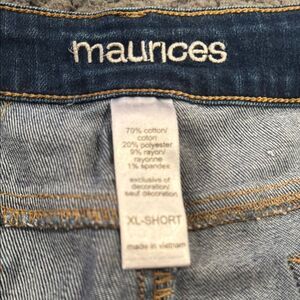 maurices
70% cotton/
coton
20% polyester
9% rayon/
rayonne
1% spandex
exclusive of
decoration/
sauf décoration
XL-SHORT
made in vietnam